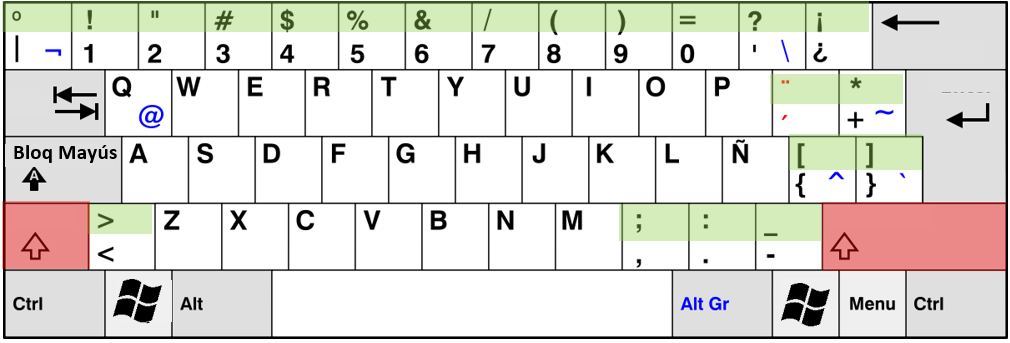 ° ! " # $ % & / ( ) = ? ¡
| ¬ 1 2 3 4 5 6 7 8 9 0 ' \ ¿
Q W E R T Y U I O P ¨ *
@ ´ + ~
Bloq Mayús A S D F G H J K L Ñ [ ]
A { ^ } `
> Z X C V B N M ; : _
< , . -
Ctrl Alt Alt Gr Menu Ctrl